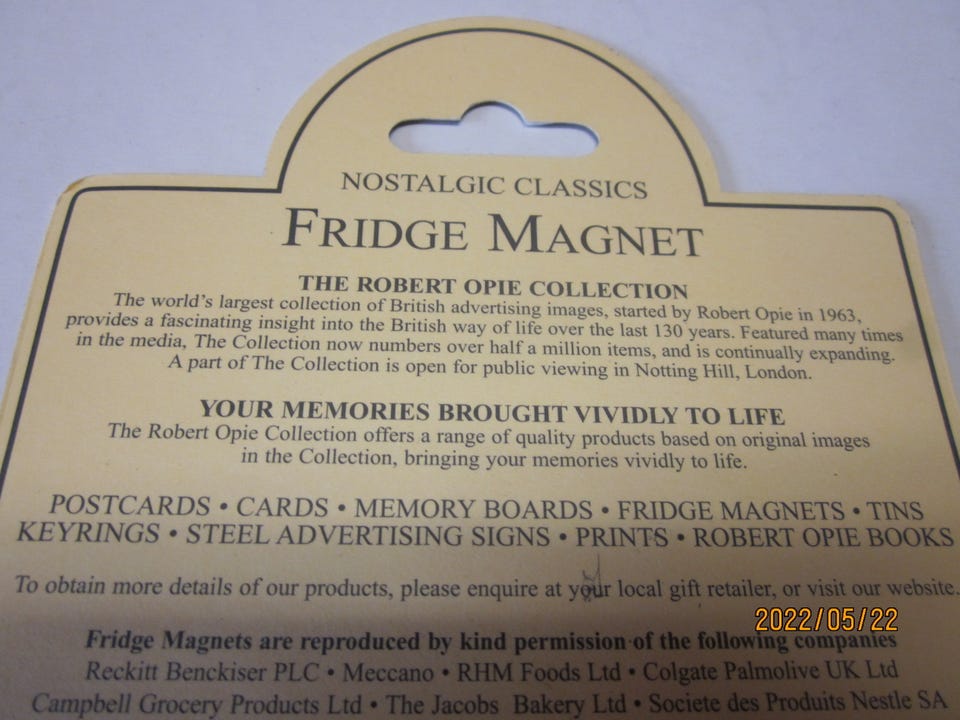 NOSTALGIC CLASSICS
FRIDGE MAGNET
THE ROBERT OPIE COLLECTION
The world's largest collection of British advertising images, started by Robert Opie in 1963,
provides a fascinating insight into the British way of life over the last 130 years. Featured many times
in the media, The Collection now numbers over half a million items, and is continually expanding.
A part of The Collection is open for public viewing in Notting Hill, London.
YOUR MEMORIES BROUGHT VIVIDLY TO LIFE
The Robert Opie Collection offers a range of quality products based on original images
in the Collection, bringing your memories vividly to life.
POSTCARDS • CARDS • MEMORY BOARDS • FRIDGE MAGNETS • TINS
KEYRINGS • STEEL ADVERTISING SIGNS • PRINTS • ROBERT OPIE BOOKS
To obtain more details of our products, please enquire at your local gift retailer, or visit our website.
2022/05/22
Fridge Magnets are reproduced by kind permission of the following companies
Reckitt Benckiser PLC • Meccano • RHM Foods Ltd • Colgate Palmolive UK Ltd
Campbell Grocery Products Ltd • The Jacobs Bakery Ltd • Societe des Produits Nestle SA